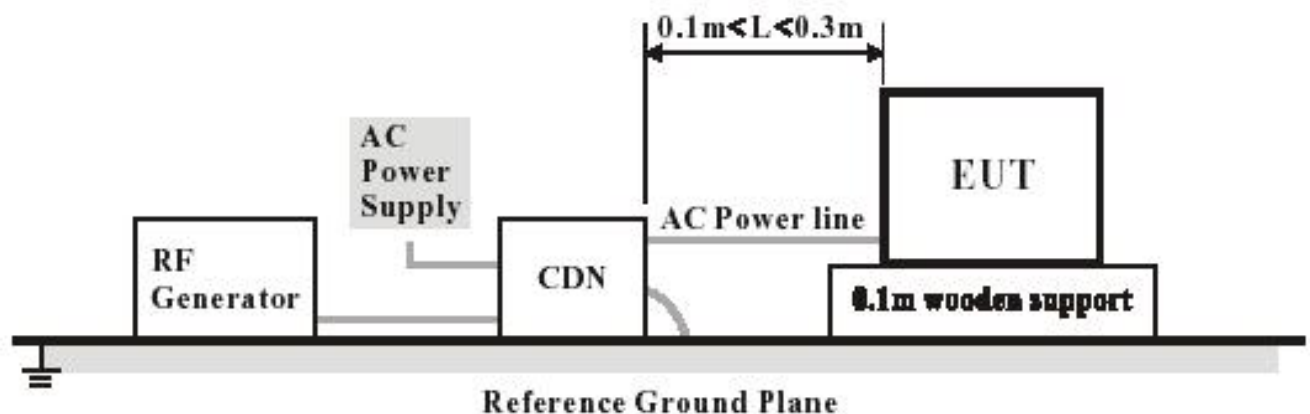 0.1m<L<0.3m
AC
Power
Supply
EUT
AC Power line
RF
Generator
CDN
0.1m wooden support
Reference Ground Plane